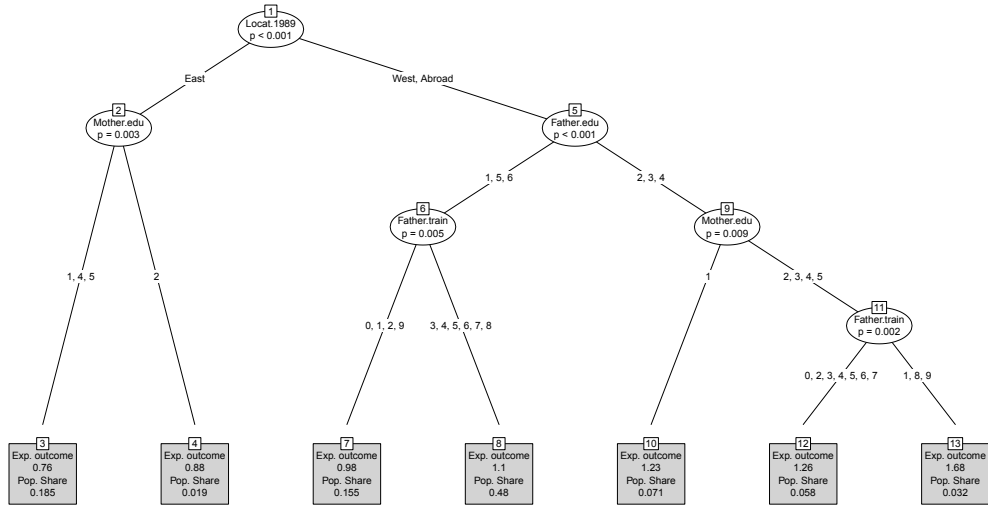 1
Locat.1989
p < 0.001
East
West, Abroad
2
Mother.edu
p = 0.003
5
Father.edu
p < 0.001
1, 5, 6
2, 3, 4
6
Father.train
p = 0.005
9
Mother.edu
p = 0.009
1, 4, 5
2
1
2, 3, 4, 5
11
Father.train
p = 0.002
0, 1, 2, 9
3, 4, 5, 6, 7, 8
0, 2, 3, 4, 5, 6, 7
1, 8, 9
3
Exp. outcome
0.76
Pop. Share
0.185
4
Exp. outcome
0.88
Pop. Share
0.019
7
Exp. outcome
0.98
Pop. Share
0.155
8
Exp. outcome
1.1
Pop. Share
0.48
10
Exp. outcome
1.23
Pop. Share
0.071
12
Exp. outcome
1.26
Pop. Share
0.058
13
Exp. outcome
1.68
Pop. Share
0.032